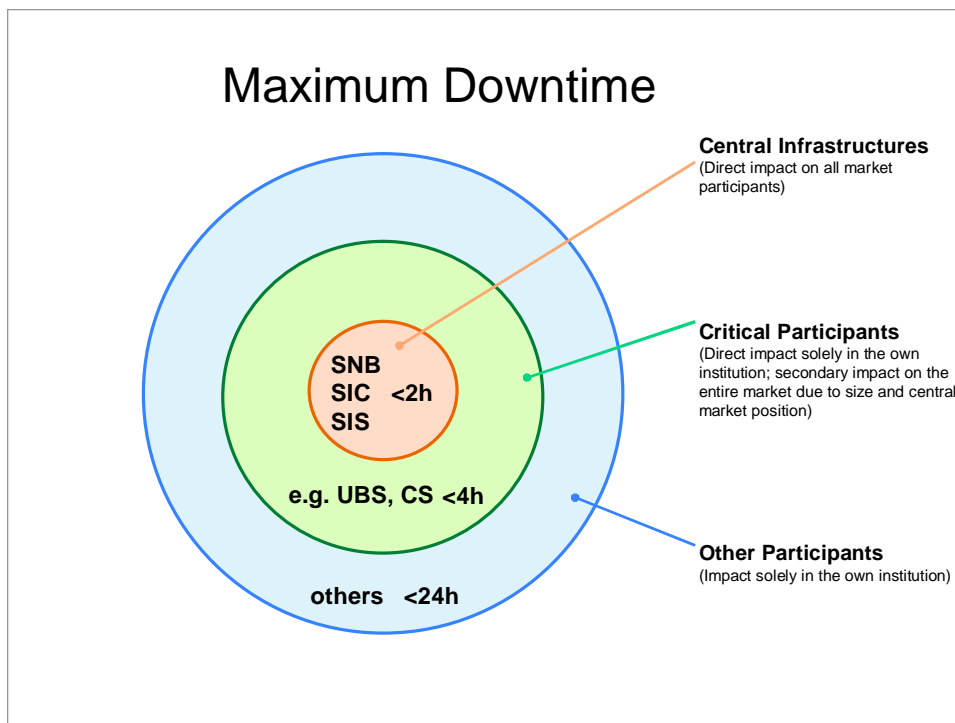 Maximum Downtime
Central Infrastructures
(Direct impact on all market
participants)
SNB
SIC <2h
SIS
Critical Participants
(Direct impact solely in the own
institution; secondary impact on the
entire market due to size and central
market position)
e.g. UBS, CS <4h
Other Participants
(Impact solely in the own institution)
others <24h